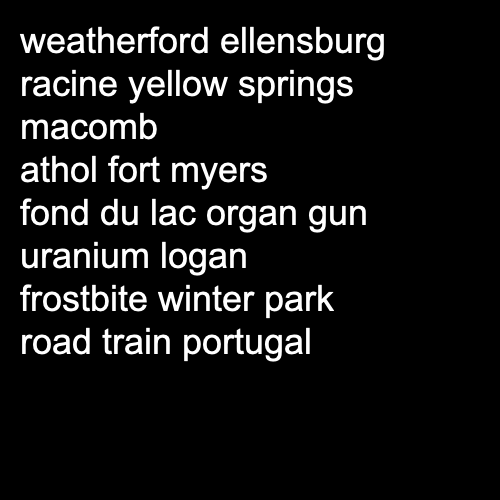 weatherford ellensburg
racine yellow springs
macomb
athol fort myers
fond du lac organ gun
uranium logan
frostbite winter park
road train portugal